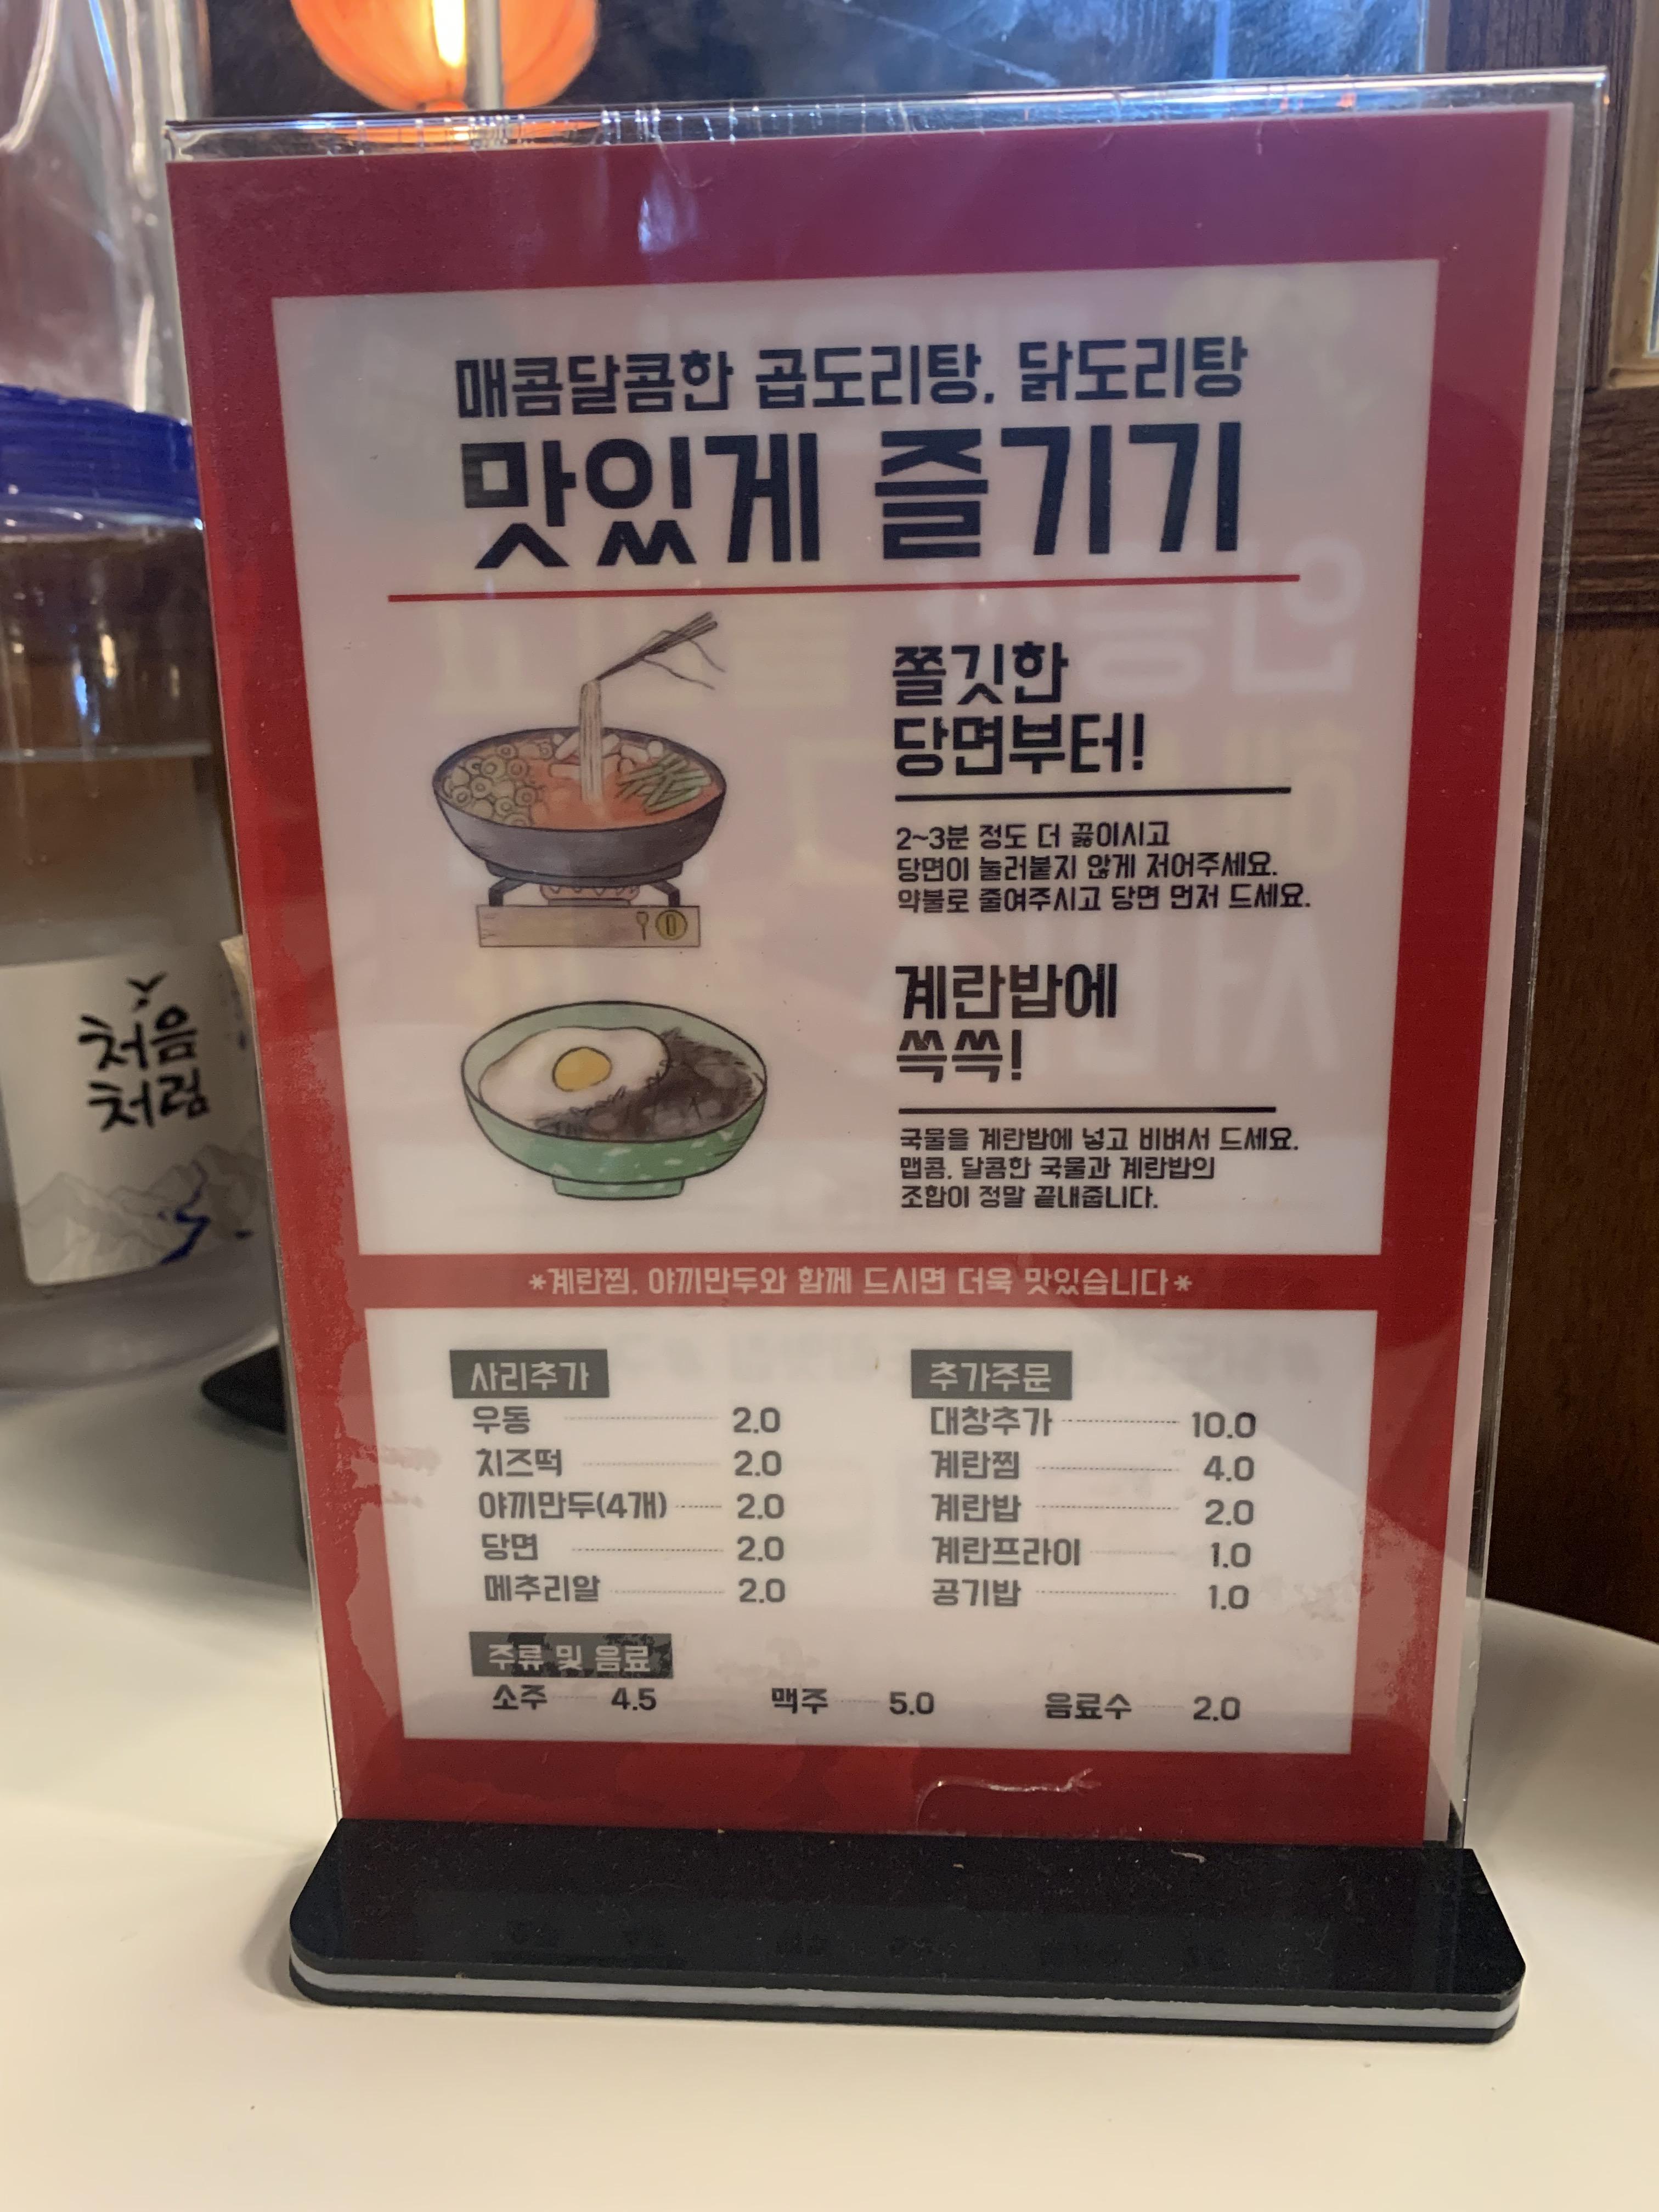 매콤달콤한 곱도리탕, 닭도리탕
맛있게 즐기기
쫄깃한
당면부터!
2~3분 정도 더 끓이시고
당면이 눌러붙지 않게 저어주세요.
약불로 줄여주시고 당면 먼저 드세요.
계란밥에
쓱쓱!
국물을 계란밥에 넣고 비벼서 드세요.
맵콤, 달콤한 국물과 계란밥의
조합이 정말 끝내줍니다.
*계란찜, 야끼만두와 함께 드시면 더욱 맛있습니다*
사리추가
우동 2.0
치즈떡 2.0
야끼만두(4개) 2.0
당면 2.0
메추리알 2.0
추가주문
대창추가 10.0
계란찜 4.0
계란밥 2.0
계란프라이 1.0
공기밥 1.0
주류 및 음료
소주 4.5 맥주 5.0 음료수 2.0
처음
처럼